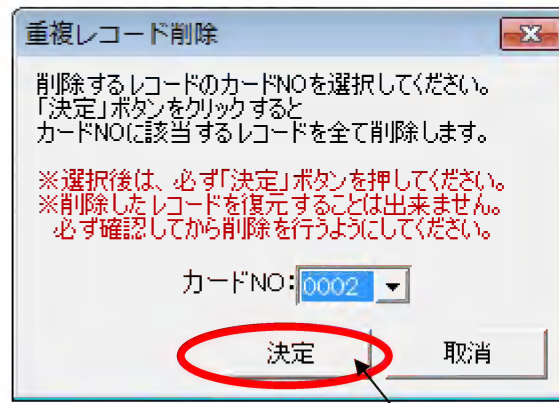 重複レコード削除
削除するレコードのカードNOを選択してください。
「決定」ボタンをクリックすると
カードNOに該当するレコードを全て削除します。
※選択後は、必ず「決定」ボタンを押してください。
※削除したレコードを復元することは出来ません。
必ず確認してから削除を行うようにしてください。
カードNO:0002
決定
取消